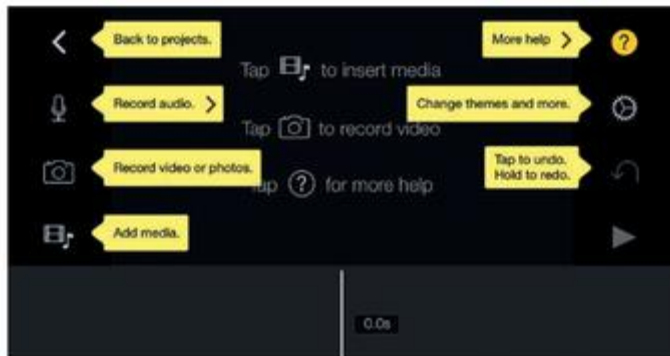 Back to projects.
More help
?
Tap to insert media
Record audio.
Change themes and more.
Tap to record video
Record video or photos.
Tap to undo.
Hold to redo.
Tap ? for more help
Add media.
0.0s